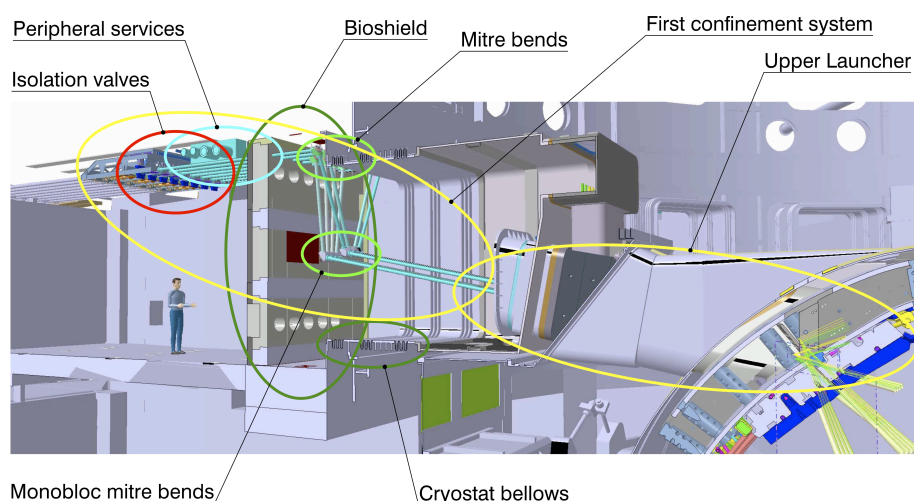 Peripheral services
Bioshield
First confinement system
Mitre bends
Isolation valves
Upper Launcher
Monobloc mitre bends
Cryostat bellows